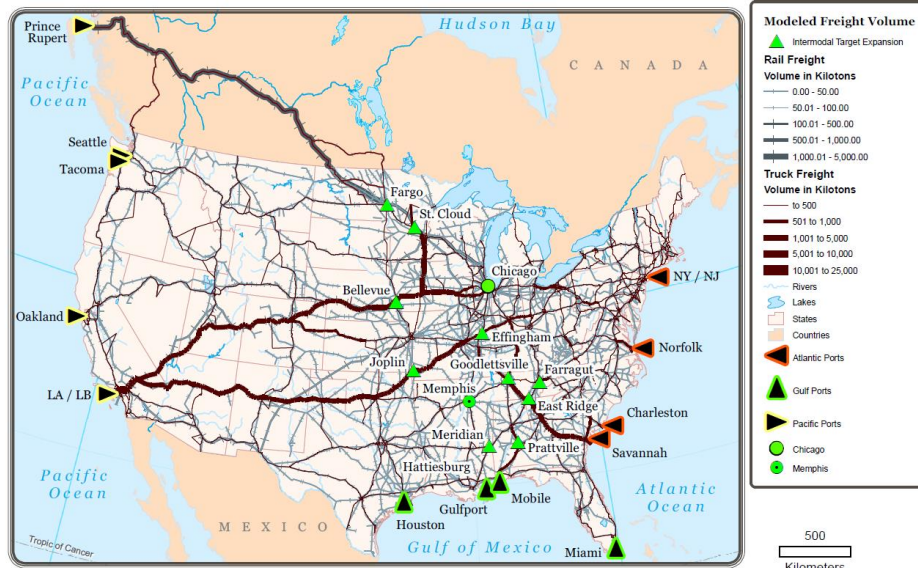 Prince
Rupert
Hudson Bay
CANADA
Pacific
Ocean
Seattle
Tacoma
Fargo
St. Cloud
Chicago
NY / NJ
Bellevue
Oakland
Effingham
Norfolk
Joplin
Goodlettsville
Farragut
LA / LB
Memphis
East Ridge
Charleston
Meridian
Prattville
Savannah
Hattiesburg
Pacific
Ocean
Gulfport
Mobile
Atlantic
Ocean
Houston
MEXICO
Gulf of Mexico
Miami
Tropic of Cancer
Modeled Freight Volume
Intermodal Target Expansion
Rail Freight
Volume in Kilotons
0.00 - 50.00
50.01 - 100.00
100.01 - 500.00
500.01 - 1,000.00
1,000.01 - 5,000.00
Truck Freight
Volume in Kilotons
to 500
501 to 1,000
1,001 to 5,000
5,001 to 10,000
10,001 to 25,000
Rivers
Lakes
States
Countries
Atlantic Ports
Gulf Ports
Pacific Ports
Chicago
Memphis
500
Kilometers